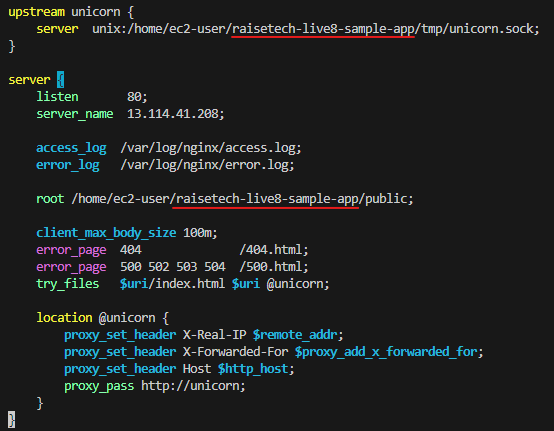 upstream unicorn {
    server  unix:/home/ec2-user/raisetech-live8-sample-app/tmp/unicorn.sock;
}

server {
    listen       80;
    server_name  13.114.41.208;

    access_log  /var/log/nginx/access.log;
    error_log   /var/log/nginx/error.log;

    root /home/ec2-user/raisetech-live8-sample-app/public;

    client_max_body_size 100m;
    error_page  404              /404.html;
    error_page  500 502 503 504  /500.html;
    try_files   $uri/index.html $uri @unicorn;

    location @unicorn {
        proxy_set_header X-Real-IP $remote_addr;
        proxy_set_header X-Forwarded-For $proxy_add_x_forwarded_for;
        proxy_set_header Host $http_host;
        proxy_pass http://unicorn;
    }
}